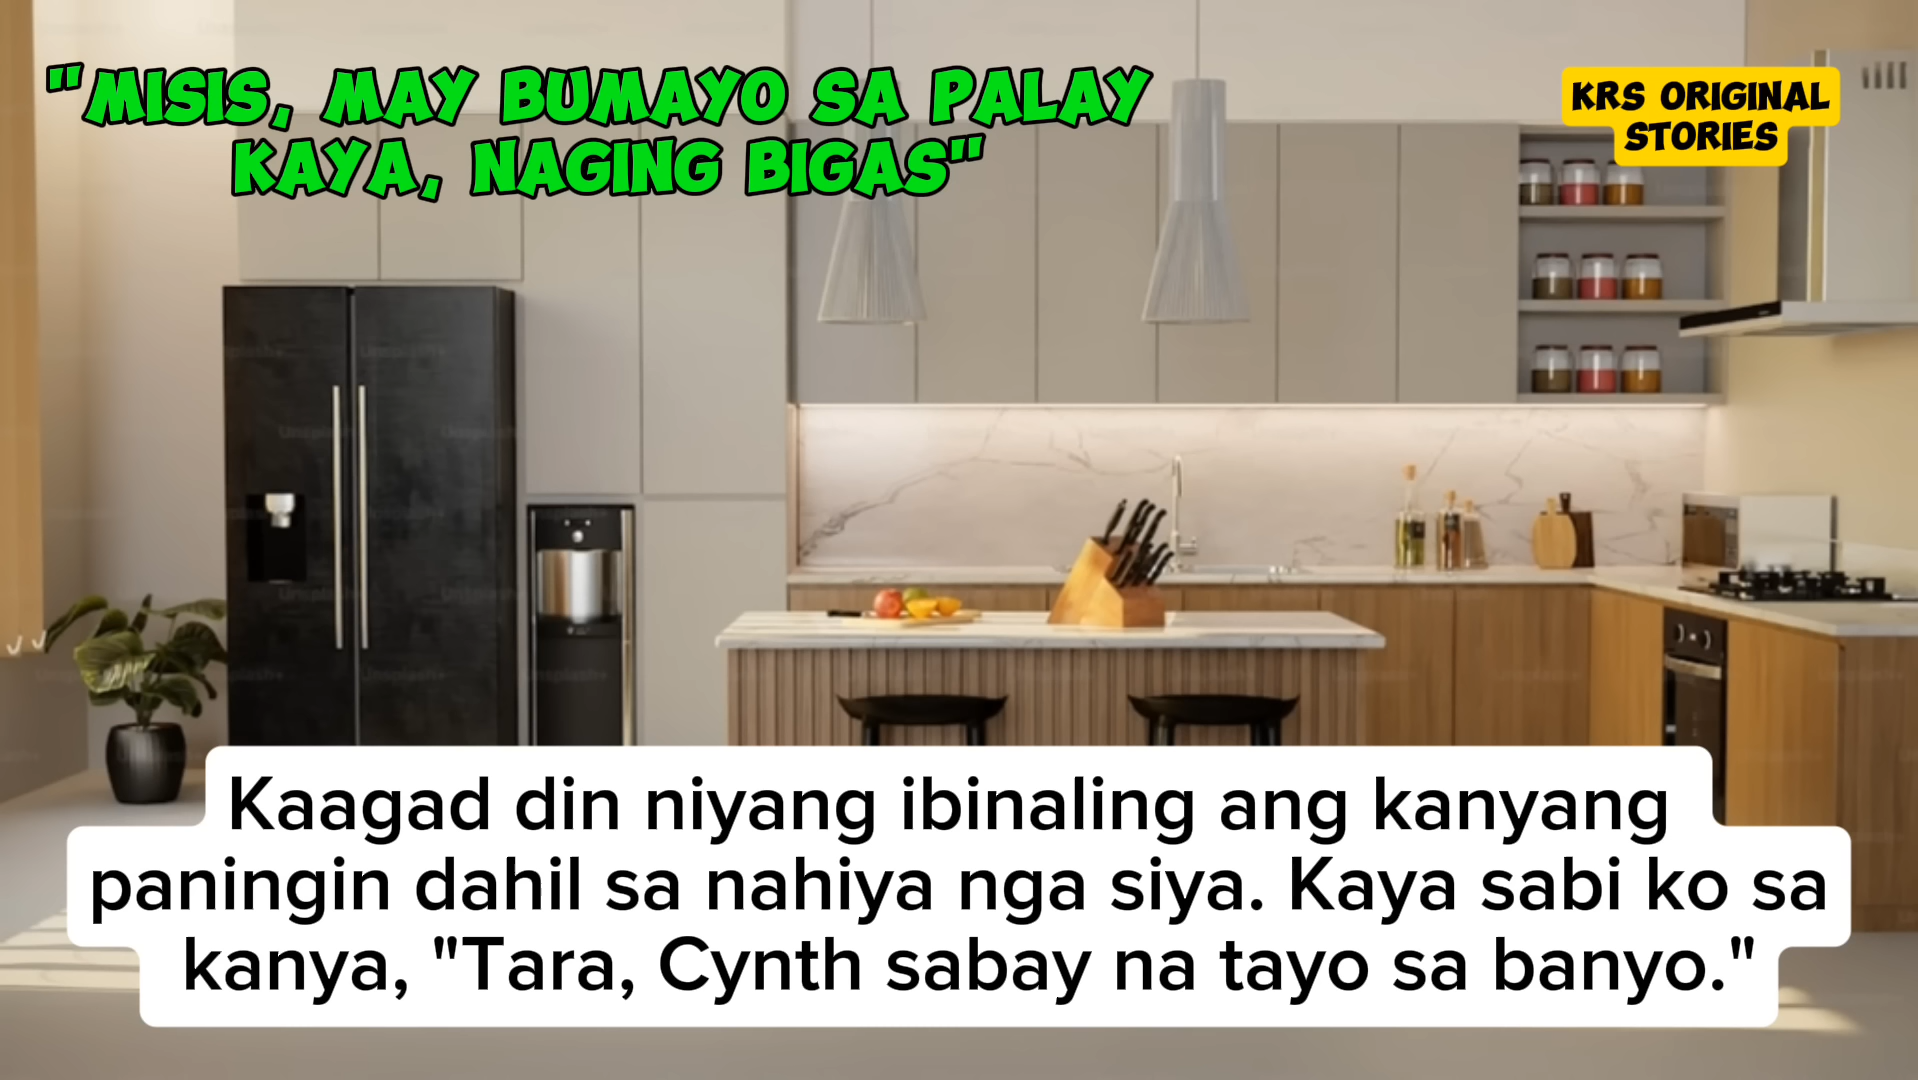 "MISIS, MAY BUMAYO SA PALAY
KAYA, NAGING BIGAS"
KRS ORIGINAL
STORIES
Kaagad din niyang ibinaling ang kanyang
paningin dahil sa nahiya nga siya. Kaya sabi ko sa
kanya, "Tara, Cynth sabay na tayo sa banyo."